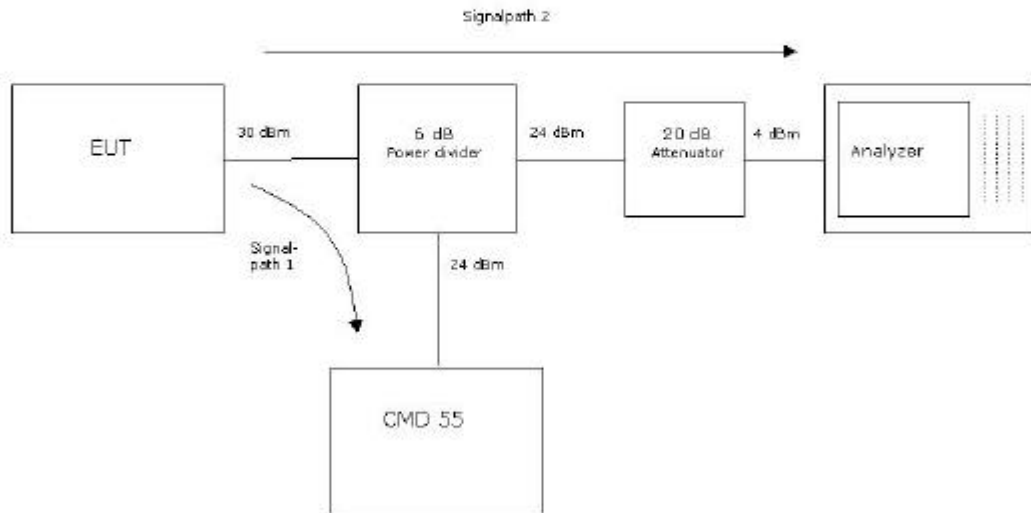 Signalpath 2
EUT
30 dBm
6 dB
Power divider
24 dBm
20 dB
Attenuator
4 dBm
Analyzer
Signal-
path 1
24 dBm
CMD 55